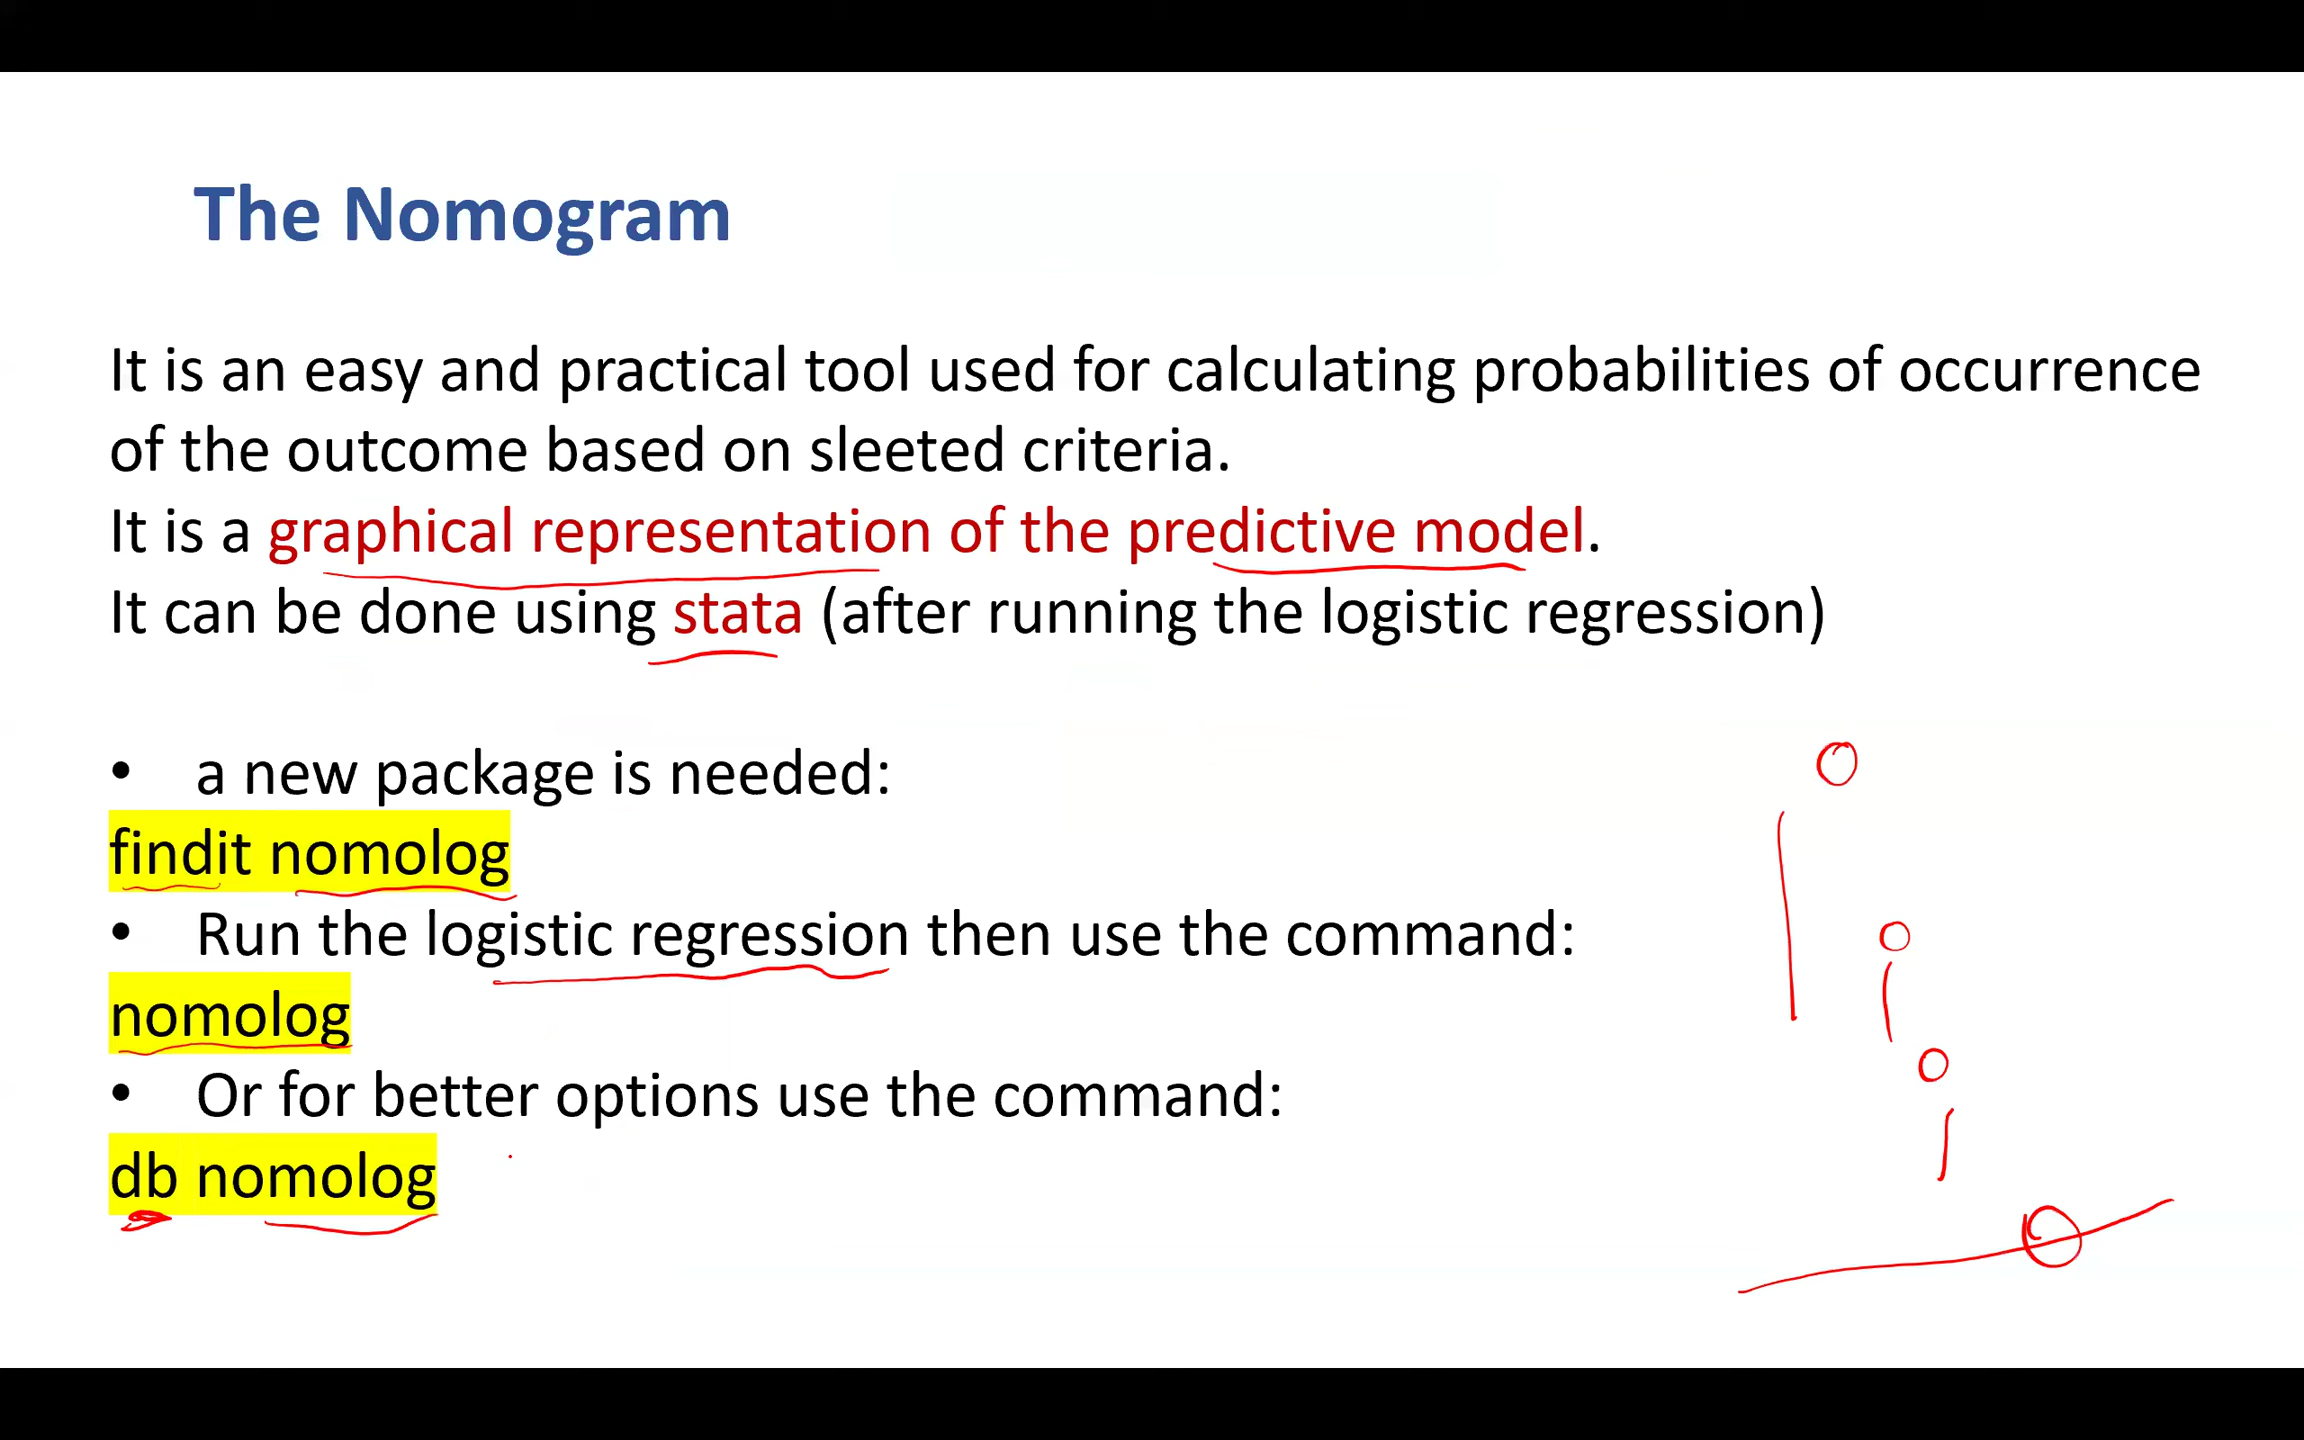 The Nomogram
It is an easy and practical tool used for calculating probabilities of occurrence
of the outcome based on sleeted criteria.
It is a graphical representation of the predictive model.
It can be done using stata (after running the logistic regression)
• a new package is needed:
findit nomolog
• Run the logistic regression then use the command:
nomolog
• Or for better options use the command:
db nomolog